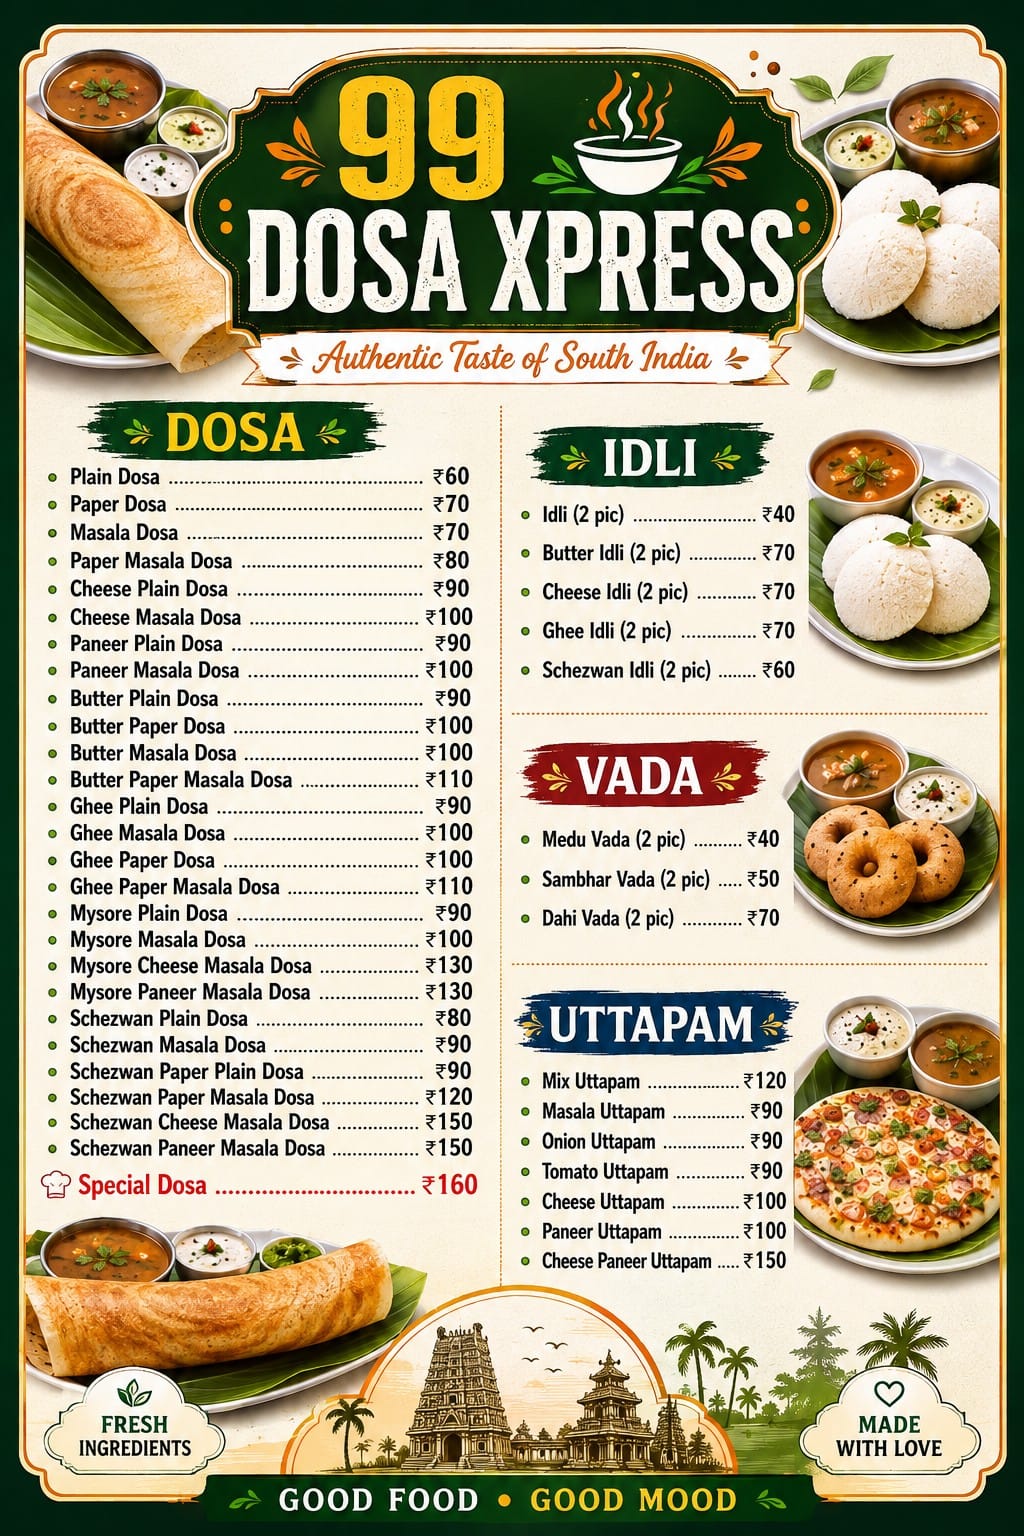 99
DOSA XPRESS
Authentic Taste of South India
DOSA
Plain Dosa ₹60
Paper Dosa ₹70
Masala Dosa ₹70
Paper Masala Dosa ₹80
Cheese Plain Dosa ₹90
Cheese Masala Dosa ₹100
Paneer Plain Dosa ₹90
Paneer Masala Dosa ₹100
Butter Plain Dosa ₹90
Butter Paper Dosa ₹100
Butter Masala Dosa ₹100
Butter Paper Masala Dosa ₹110
Ghee Plain Dosa ₹90
Ghee Masala Dosa ₹100
Ghee Paper Dosa ₹100
Ghee Paper Masala Dosa ₹110
Mysore Plain Dosa ₹90
Mysore Masala Dosa ₹100
Mysore Cheese Masala Dosa ₹130
Mysore Paneer Masala Dosa ₹130
Schezwan Plain Dosa ₹80
Schezwan Masala Dosa ₹90
Schezwan Paper Plain Dosa ₹90
Schezwan Paper Masala Dosa ₹120
Schezwan Cheese Masala Dosa ₹150
Schezwan Paneer Masala Dosa ₹150
Special Dosa ₹160
IDLI
Idli (2 pic) ₹40
Butter Idli (2 pic) ₹70
Cheese Idli (2 pic) ₹70
Ghee Idli (2 pic) ₹70
Schezwan Idli (2 pic) ₹60
VADA
Medu Vada (2 pic) ₹40
Sambhar Vada (2 pic) ₹50
Dahi Vada (2 pic) ₹70
UTTAPAM
Mix Uttapam ₹120
Masala Uttapam ₹90
Onion Uttapam ₹90
Tomato Uttapam ₹90
Cheese Uttapam ₹100
Paneer Uttapam ₹100
Cheese Paneer Uttapam ₹150
FRESH
INGREDIENTS
MADE
WITH LOVE
GOOD FOOD • GOOD MOOD